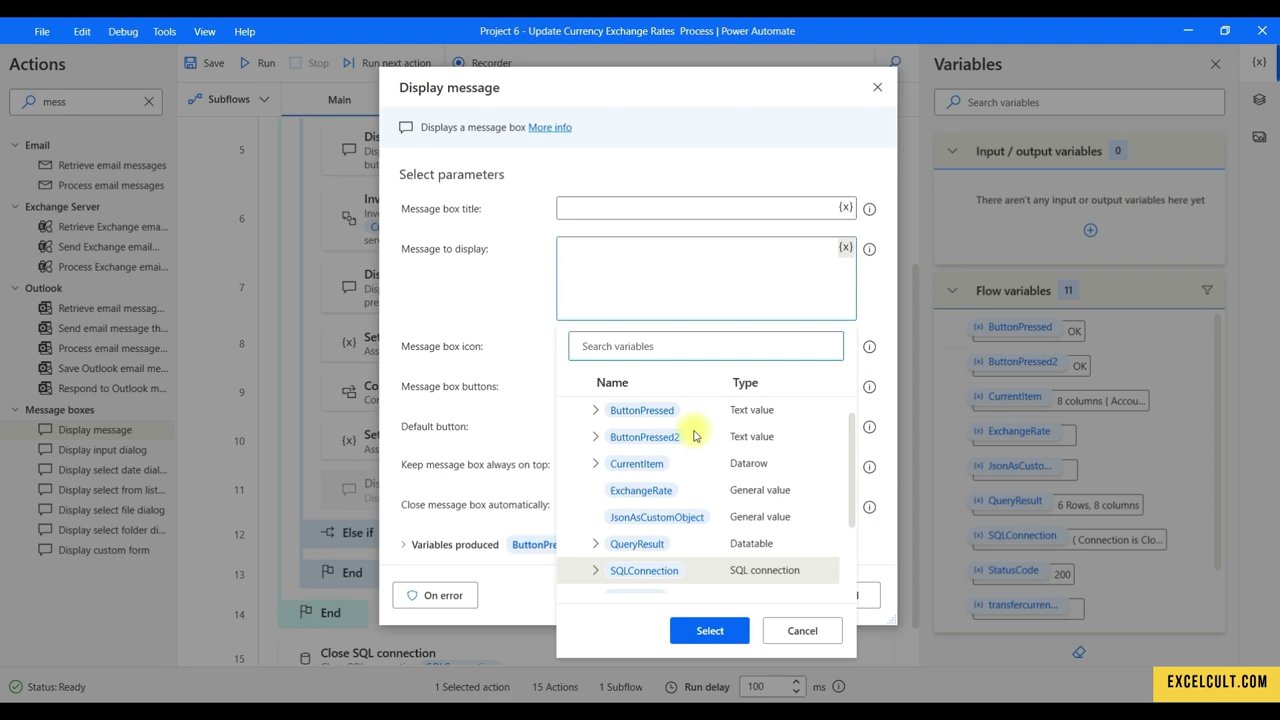 File Edit Debug Tools View Help
Project 6 - Update Currency Exchange Rates Process | Power Automate
Actions
mess
Email
Retrieve email messages
Process email messages
Exchange Server
Retrieve Exchange ema...
Send Exchange email...
Process Exchange emai...
Outlook
Retrieve email messag...
Send email message th...
Process email messag...
Save Outlook email me...
Respond to Outlook m...
Message boxes
Display message
Display input dialog
Display select date dial...
Display select from list...
Display select file dialog
Display select folder di...
Display custom form
Save Run Stop Run next action Recorder
Subflows Main
5
6
7
8
9
10
11
12
13
14 End
15 Close SQL connection
Else if
End
Display message
Displays a message box More info
Select parameters
Message box title: {x}
Message to display: {x}
Message box icon:
Message box buttons:
Default button:
Keep message box always on top:
Close message box automatically:
Variables produced ButtonPre
On error
Search variables
Name Type
ButtonPressed Text value
ButtonPressed2 Text value
CurrentItem Datarow
ExchangeRate General value
JsonAsCustomObject General value
QueryResult Datatable
SQLConnection SQL connection
Select Cancel
Variables
{x}
Search variables
Input / output variables 0
There aren't any input or output variables here yet
Flow variables 11
ButtonPressed OK
ButtonPressed2 OK
CurrentItem 8 columns { Accou...
ExchangeRate
JsonAsCusto...
QueryResult 6 Rows, 8 columns
SQLConnection ( Connection is Clo...
StatusCode 200
transfercurren...
Status: Ready 1 Selected action 15 Actions 1 Subflow Run delay 100 ms
EXCELCULT.COM